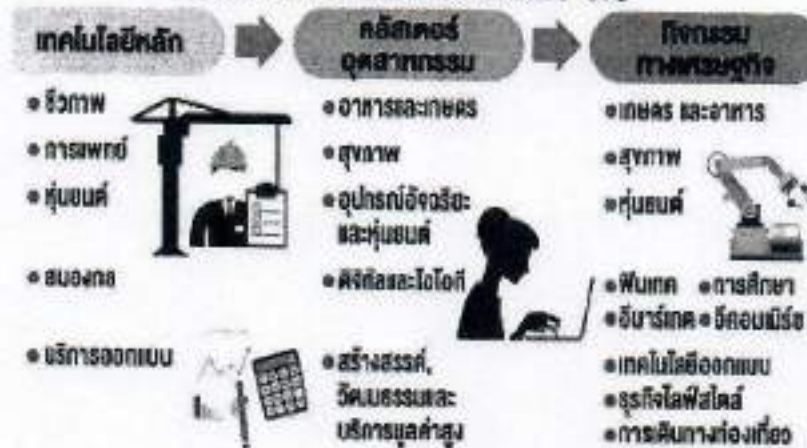 เทคโนโลยีหลัก
คลัสเตอร์
อุตสาหกรรม
กิจกรรม
ทางเศรษฐกิจ
● ชีวภาพ
● การแพทย์
● หุ่นยนต์
● สมองกล
● บริการออกแบบ
● อาหารและเกษตร
● สุขภาพ
● อุปกรณ์อัจฉริยะ
และหุ่นยนต์
● ดิจิทัลและไอโอที
● สร้างสรรค์,
วัฒนธรรมและ
บริการมูลค่าสูง
● เกษตร และอาหาร
● สุขภาพ
● หุ่นยนต์
● ฟินเทค ● การศึกษา
● อีมาร์เกต ● อีคอมเมิร์ซ
● เทคโนโลยีออกแบบ
● ธุรกิจไลฟ์สไตล์
● การเดินทางท่องเที่ยว